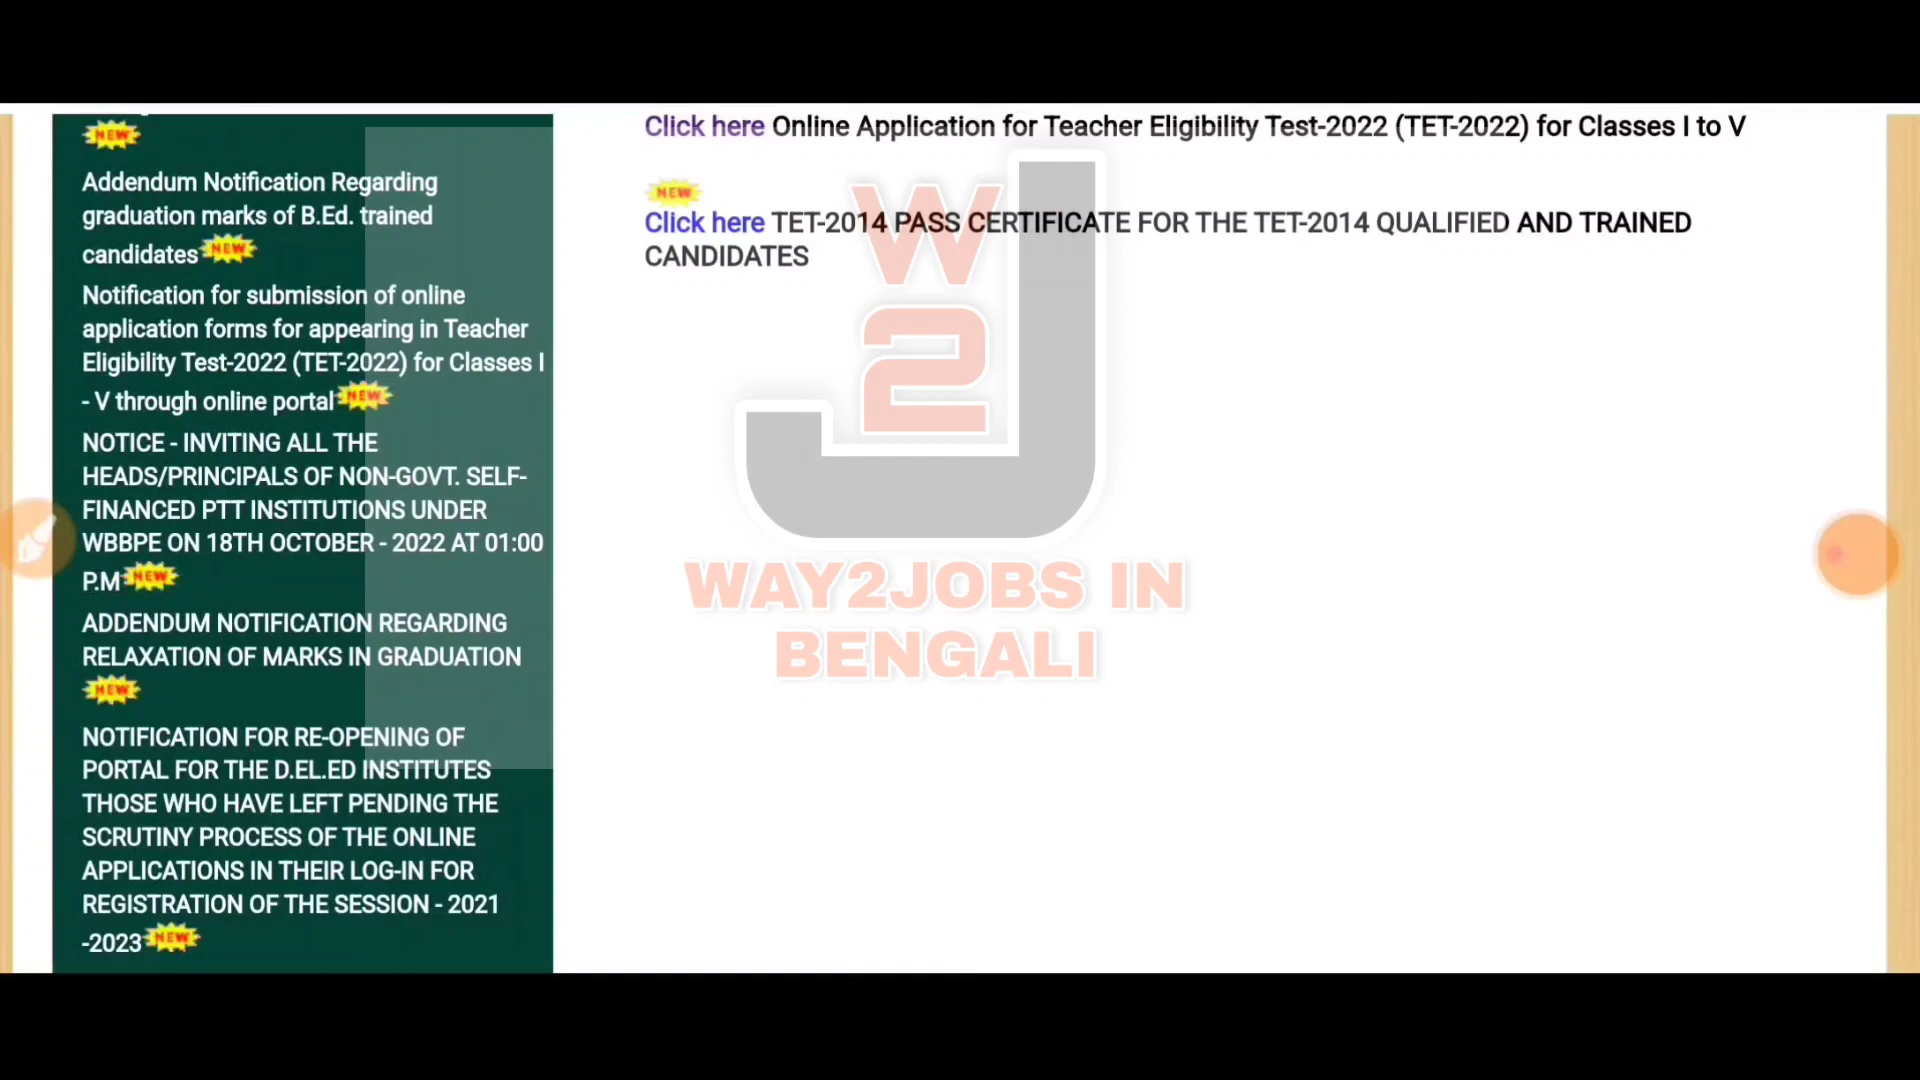 NEW
Addendum Notification Regarding
graduation marks of B.Ed. trained
candidates NEW
Notification for submission of online
application forms for appearing in Teacher
Eligibility Test-2022 (TET-2022) for Classes I
- V through online portal NEW
NOTICE - INVITING ALL THE
HEADS/PRINCIPALS OF NON-GOVT. SELF-
FINANCED PTT INSTITUTIONS UNDER
WBBPE ON 18TH OCTOBER - 2022 AT 01:00
P.M NEW
ADDENDUM NOTIFICATION REGARDING
RELAXATION OF MARKS IN GRADUATION
NEW
NOTIFICATION FOR RE-OPENING OF
PORTAL FOR THE D.EL.ED INSTITUTES
THOSE WHO HAVE LEFT PENDING THE
SCRUTINY PROCESS OF THE ONLINE
APPLICATIONS IN THEIR LOG-IN FOR
REGISTRATION OF THE SESSION - 2021
-2023 NEW
Click here Online Application for Teacher Eligibility Test-2022 (TET-2022) for Classes I to V
NEW
Click here TET-2014 PASS CERTIFICATE FOR THE TET-2014 QUALIFIED AND TRAINED
CANDIDATES
W
2
J
WAY2JOBS IN
BENGALI